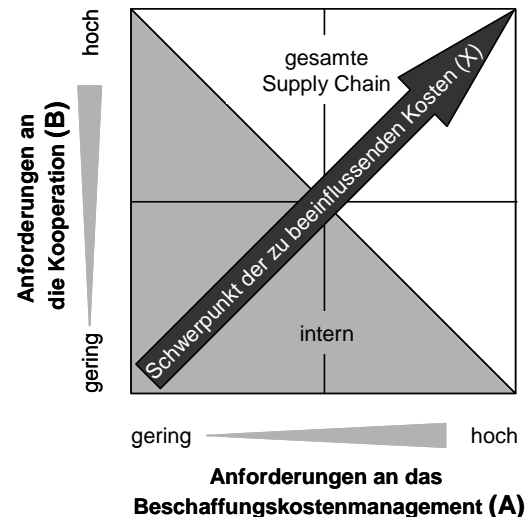 hoch
Anforderungen an
die Kooperation (B)
gering
gesamte
Supply Chain
Schwerpunkt der zu beeinflussenden Kosten (X)
intern
gering
hoch
Anforderungen an das
Beschaffungskostenmanagement (A)